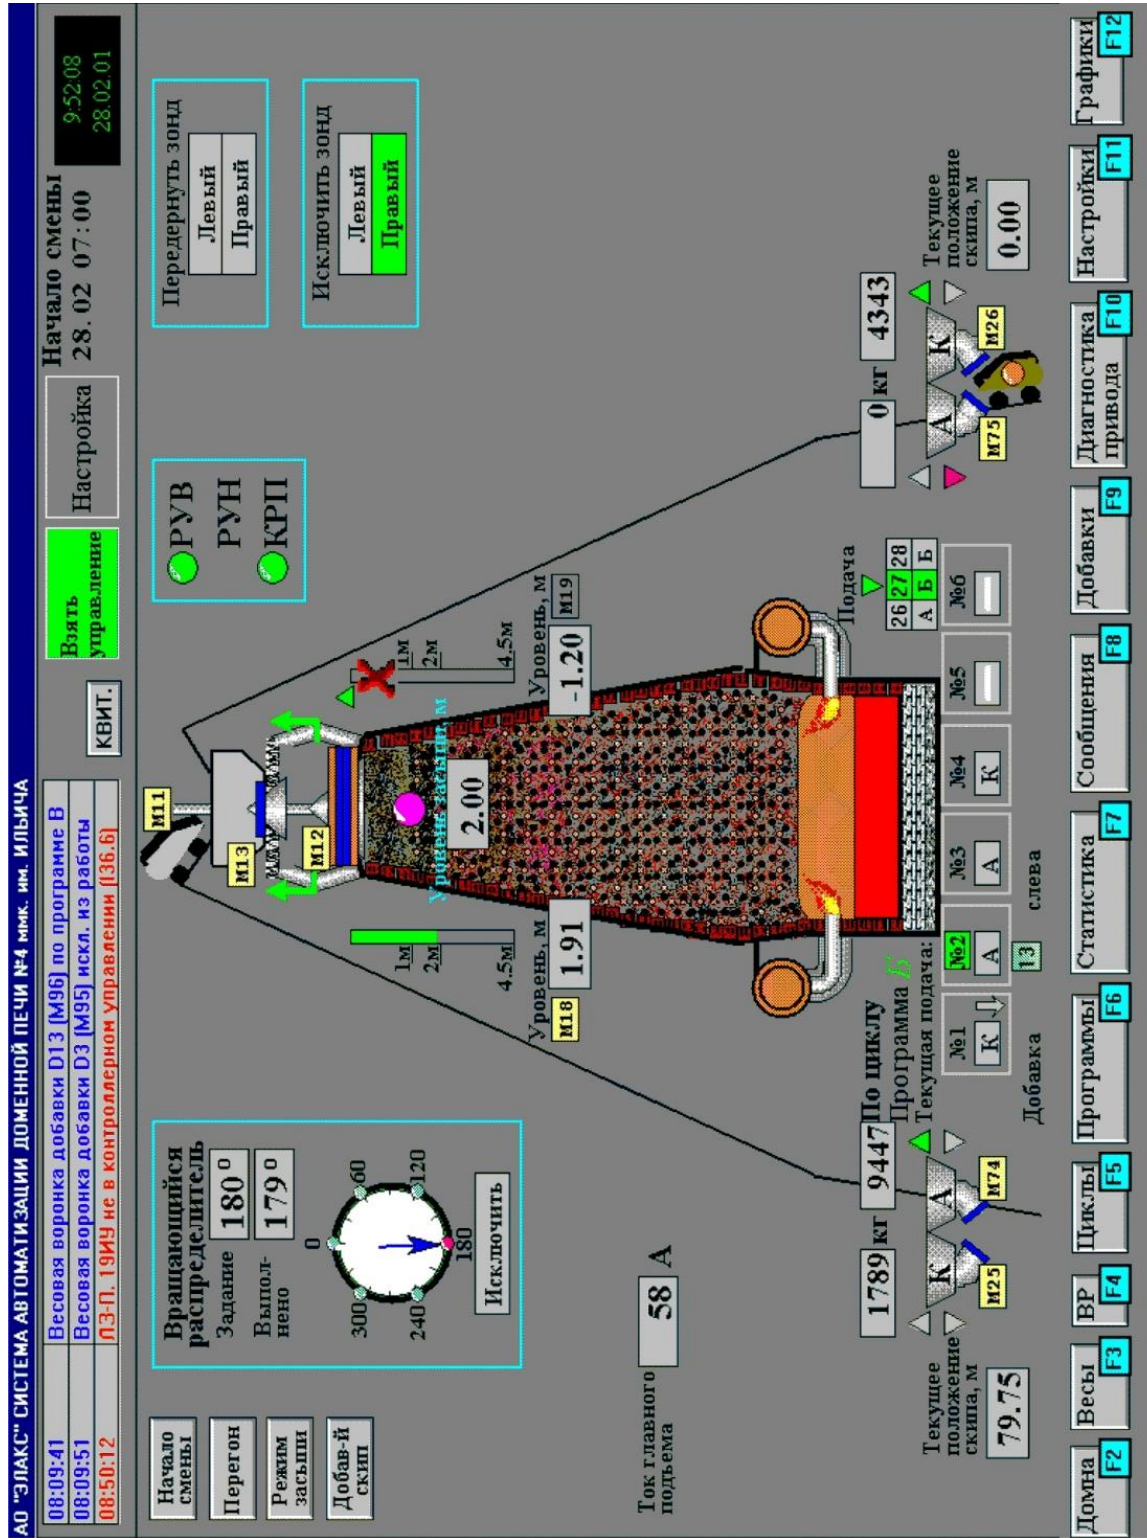 АО "ЭЛАКС" СИСТЕМА АВТОМАТИЗАЦИИ ДОМЕННОЙ ПЕЧИ №4 ммк. им. ИЛЬИЧА
08:09:41 Весовая воронка добавки D13 (М96) по программе В
08:09:51 Весовая воронка добавки D3 (М95) искл. из работы
08:50:12 ЛЗ-П. 19ИУ не в контроллерном управлении (I36.6)
КВИТ.
Взять
управление
Настройка
Начало смены
28.02 07:00
9:52:08
28.02.01
Начало
смены
Перегон
Режим
засыпи
Добав-й
скип
Вращающийся
распределитель
Задание 180°
Выпол-
нено 179°
0
60
120
180
240
300
Исключить
М11
М13
М12
РУВ
РУН
КРП
Передернуть зонд
Левый
Правый
Исключить зонд
Левый
Правый
1м
2м
4.5м
1м
2м
4.5м
Уровень засыпи, м
2.00
Уровень, м
М18
1.91
Уровень, м
-1.20
М19
Ток главного
подъема
58 А
1789 кг 9447
К А
М25 М74
Текущее
положение
скипа, м
79.75
По циклу
Программа Б
Текущая подача:
Подача
26 27 28
А Б Б
№1 №2 №3 №4 №5 №6
К А А К
Добавка 13 слева
0 кг 4343
А К
М75 М26
Текущее
положение
скипа, м
0.00
Домна F2
Весы F3
ВР F4
Циклы F5
Программы F6
Статистика F7
Сообщения F8
Добавки F9
Диагностика
привода F10
Настройки F11
Графики F12